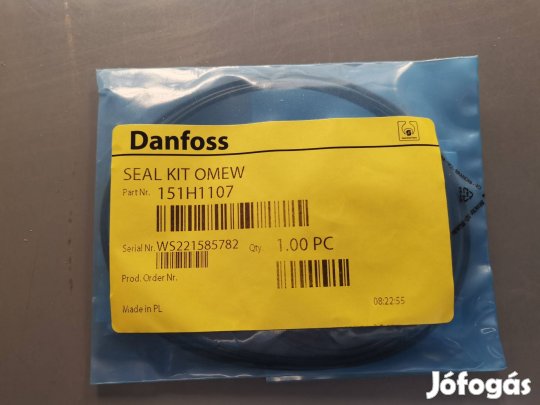 Danfoss
SEAL KIT OMEW
Part Nr. 151H1107
Serial Nr. WS221585782 Qty. 1.00 PC
Prod. Order Nr.
Made in PL 08:22:55
Jófogás